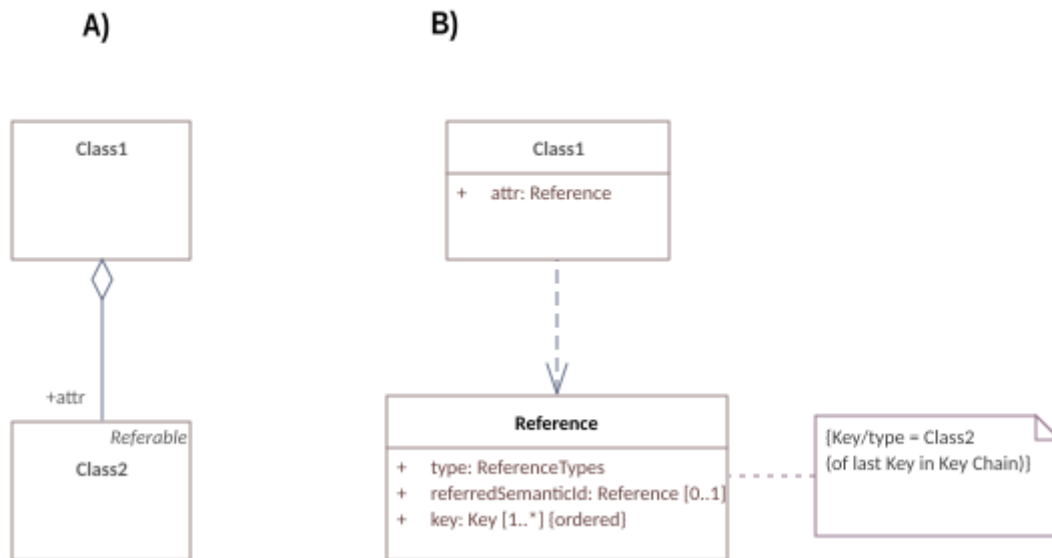 A)
B)
Class1
+attr
Referable
Class2
Class1
+ attr: Reference
Reference
+ type: ReferenceTypes
+ referredSemanticId: Reference [0..1]
+ key: Key [1..*] {ordered}
{Key/type = Class2
(of last Key in Key Chain)}